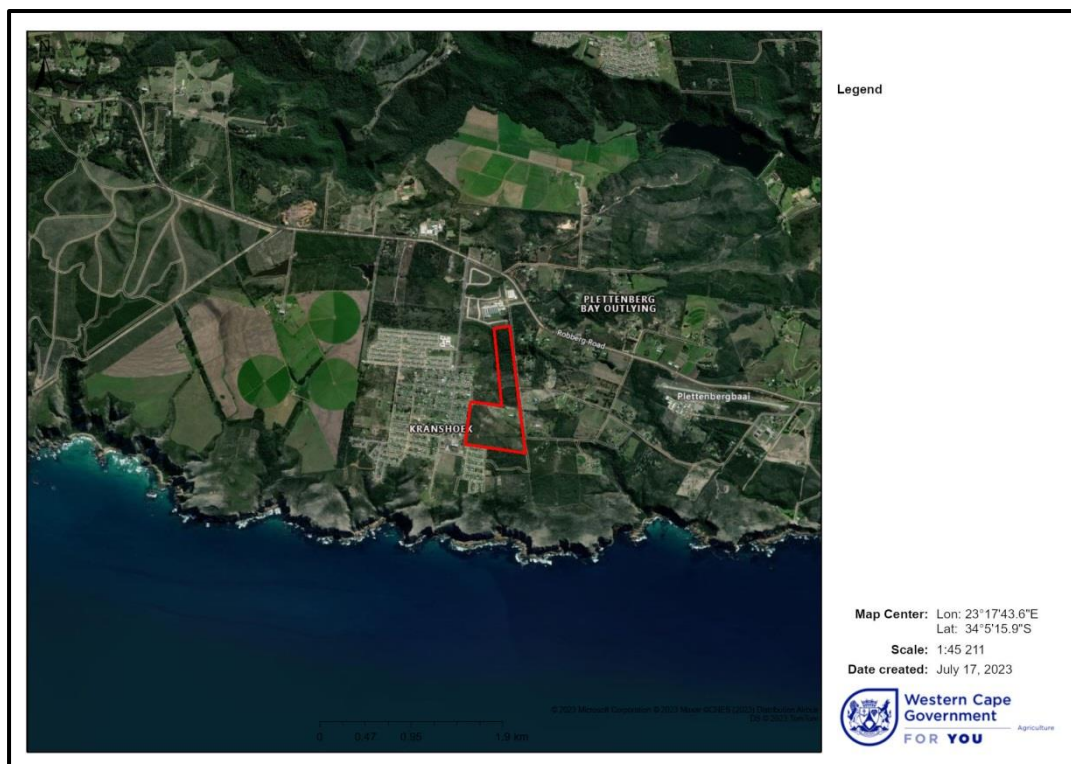 N
Legend
PLETTENBERG
BAY OUTLYING
Robberg Road
Plettenbergbaai
KRANSHOEK
Map Center: Lon: 23°17'43.6"E
Lat: 34°5'15.9"S
Scale: 1:45 211
Date created: July 17, 2023
0 0.47 0.95 1.9 km
Western Cape
Government
Agriculture
FOR YOU